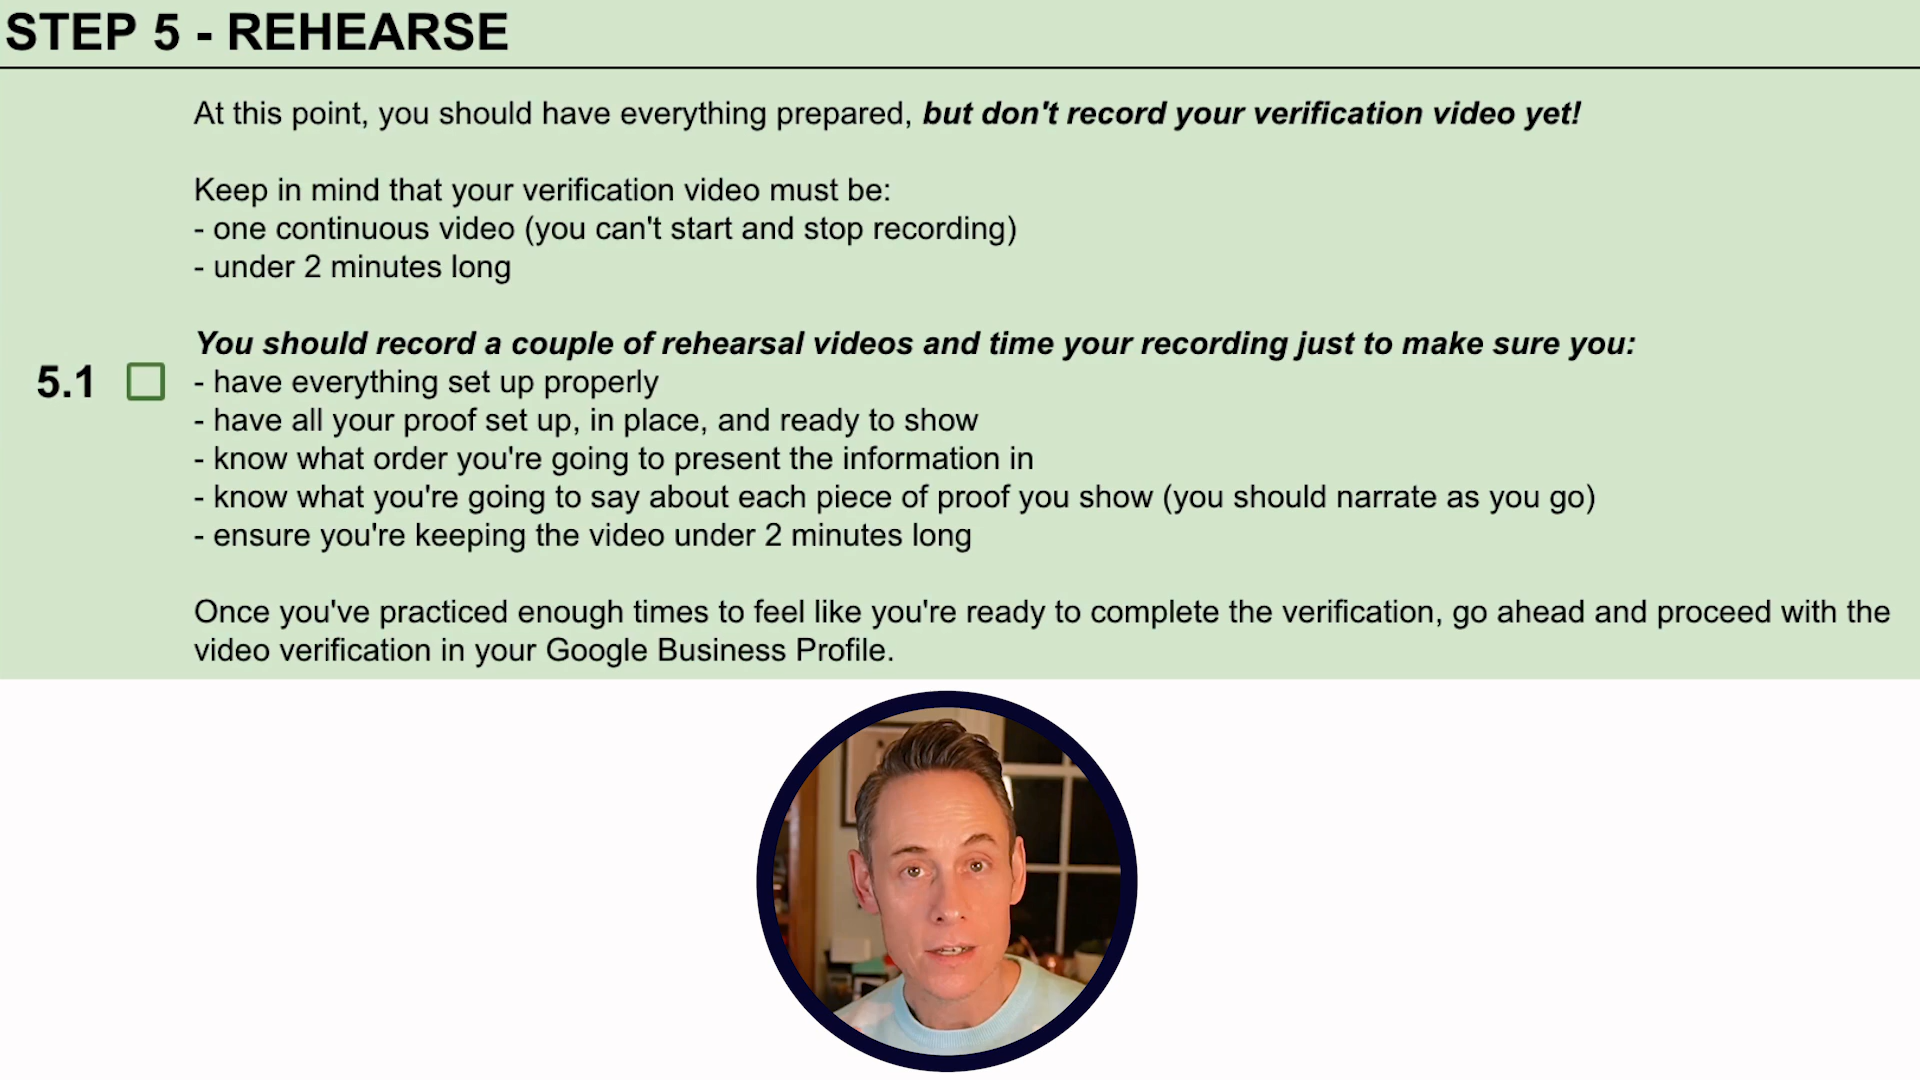 STEP 5 - REHEARSE
At this point, you should have everything prepared, but don't record your verification video yet!
Keep in mind that your verification video must be:
- one continuous video (you can't start and stop recording)
- under 2 minutes long
You should record a couple of rehearsal videos and time your recording just to make sure you:
5.1
- have everything set up properly
- have all your proof set up, in place, and ready to show
- know what order you're going to present the information in
- know what you're going to say about each piece of proof you show (you should narrate as you go)
- ensure you're keeping the video under 2 minutes long
Once you've practiced enough times to feel like you're ready to complete the verification, go ahead and proceed with the
video verification in your Google Business Profile.